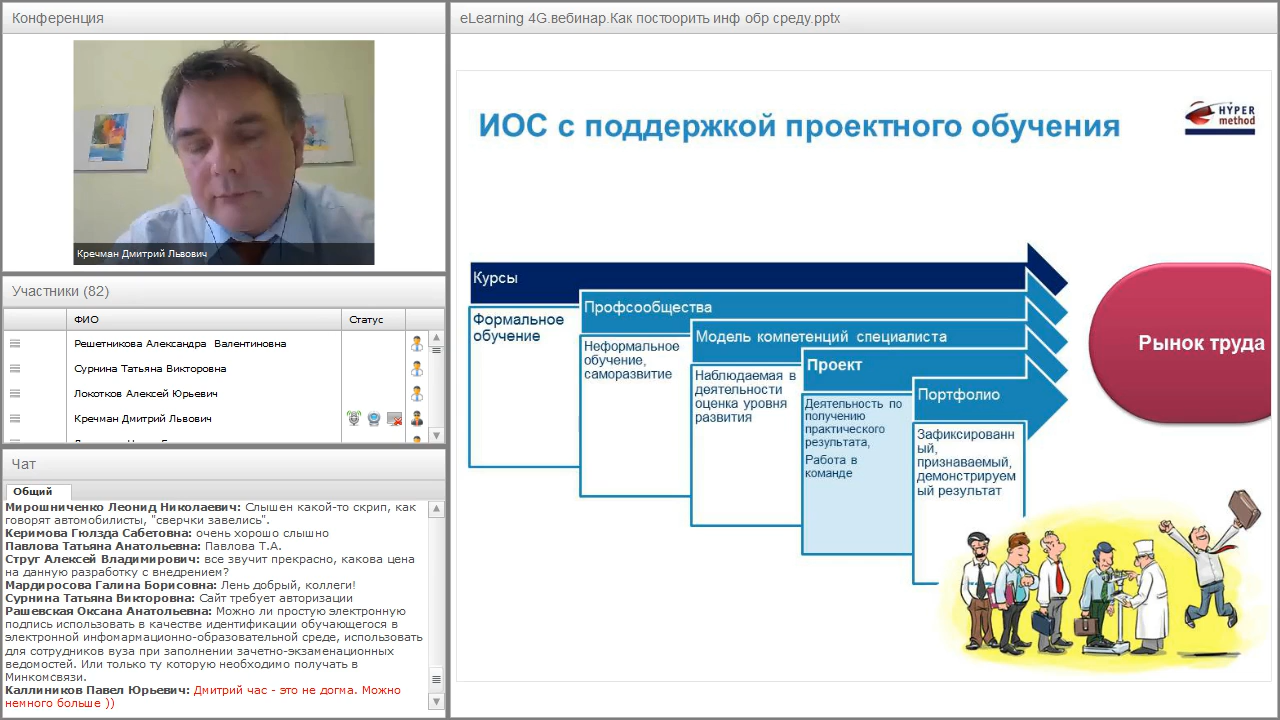 Конференция
Кречман Дмитрий Львович
Участники (82)
ФИО
Статус
Решетникова Александра Валентиновна
Сурнина Татьяна Викторовна
Локотков Алексей Юрьевич
Кречман Дмитрий Львович
Чат
Общий
Мирошниченко Леонид Николаевич: Слышен какой-то скрип, как
говорят автомобилисты, "сверчки завелись".
Керимова Гюлзда Сабетовна: очень хорошо слышно
Павлова Татьяна Анатольевна: Павлова Т.А.
Струг Алексей Владимирович: все звучит прекрасно, какова цена
на данную разработку с внедрением?
Мардиросова Галина Борисовна: Лень добрый, коллеги!
Сурнина Татьяна Викторовна: Сайт требует авторизации
Рашевская Оксана Анатольевна: Можно ли простую электронную
подпись использовать в качестве идентификации обучающегося в
электронной инфомармационно-образовательной среде, использовать
для сотрудников вуза при заполнении зачетно-экзаменационных
ведомостей. Или только ту которую необходимо получать в
Минкомсвязи.
Каллиников Павел Юрьевич: Дмитрий час - это не догма. Можно
немного больше ))
eLearning 4G.вебинар.Как постоорить инф обр среду.pptx
ИОС с поддержкой проектного обучения
HYPER
method
Курсы
Формальное
обучение
Профсообщества
Неформальное
обучение,
саморазвитие
Модель компетенций специалиста
Наблюдаемая в
деятельности
оценка уровня
развития
Проект
Деятельность по
получению
практического
результата,
Работа в
команде
Портфолио
Зафиксированн
ый,
признаваемый,
демонстрируем
ый результат
Рынок труда